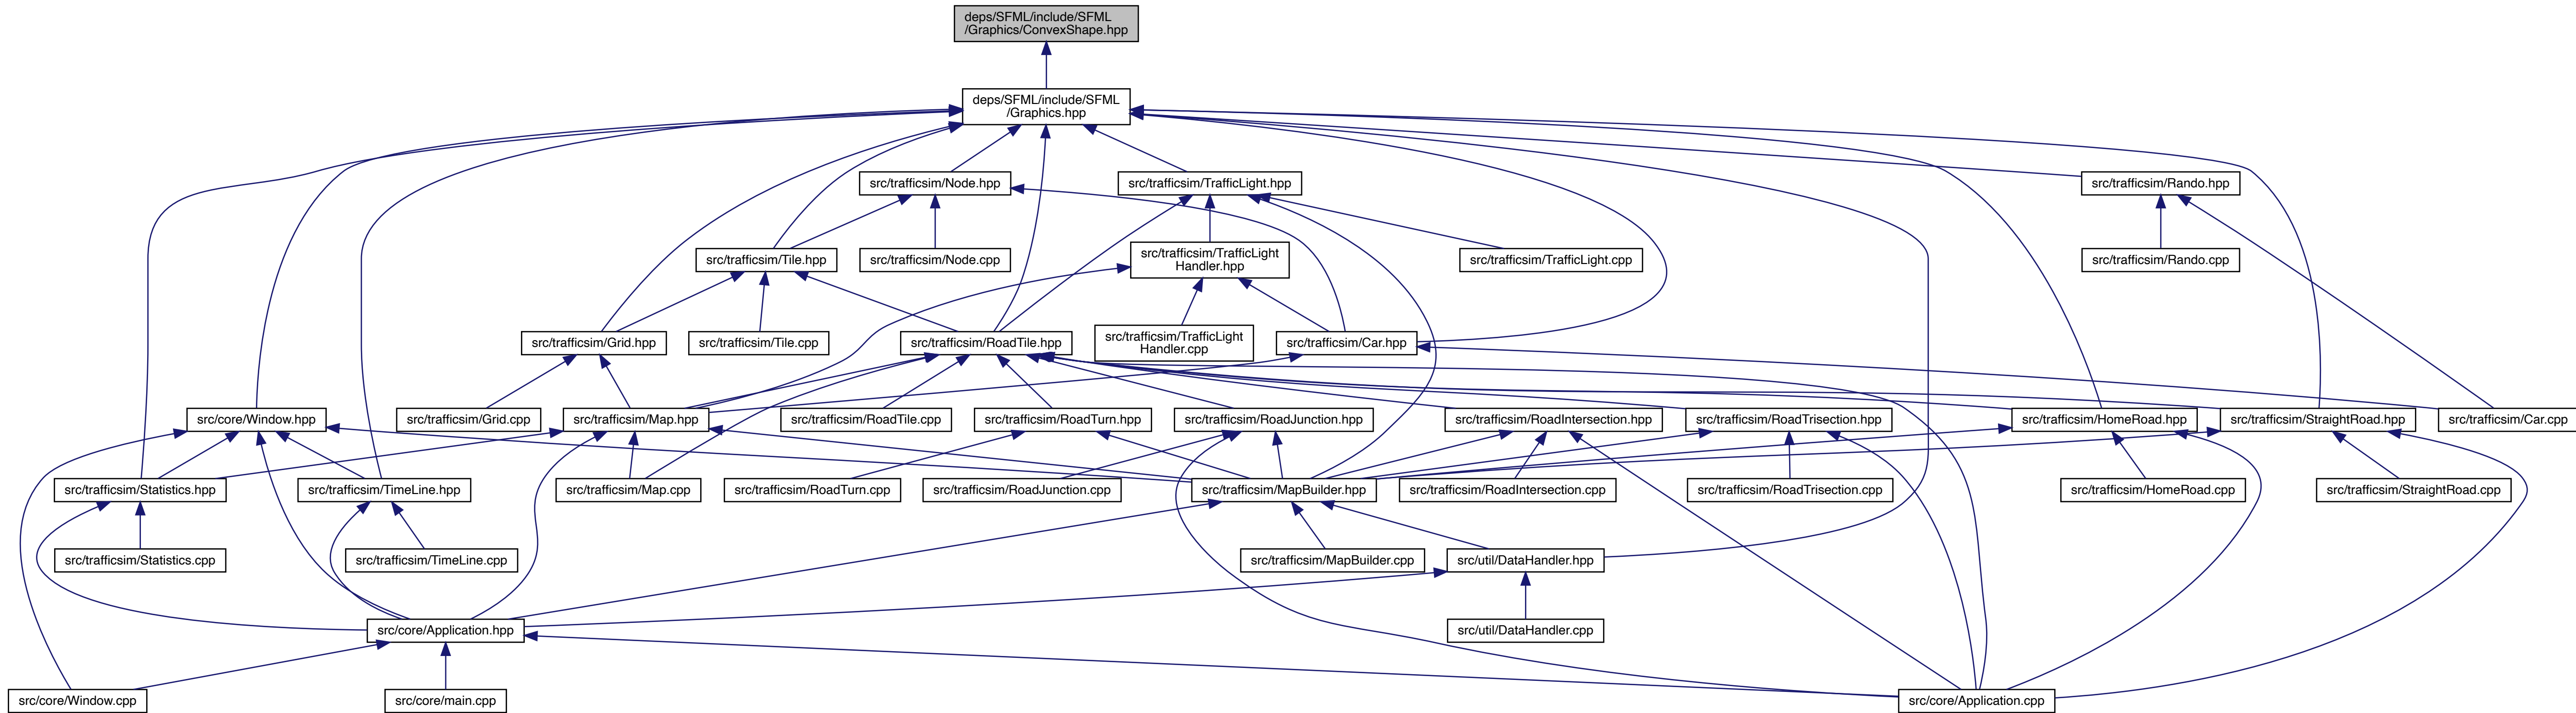 deps/SFML/include/SFML
/Graphics/ConvexShape.hpp
deps/SFML/include/SFML
/Graphics.hpp
src/trafficsim/Node.hpp
src/trafficsim/TrafficLight.hpp
src/trafficsim/Rando.hpp
src/trafficsim/Tile.hpp
src/trafficsim/Node.cpp
src/trafficsim/TrafficLight
Handler.hpp
src/trafficsim/TrafficLight.cpp
src/trafficsim/Rando.cpp
src/trafficsim/Grid.hpp
src/trafficsim/Tile.cpp
src/trafficsim/RoadTile.hpp
src/trafficsim/TrafficLight
Handler.cpp
src/trafficsim/Car.hpp
src/core/Window.hpp
src/trafficsim/Grid.cpp
src/trafficsim/Map.hpp
src/trafficsim/RoadTile.cpp
src/trafficsim/RoadTurn.hpp
src/trafficsim/RoadJunction.hpp
src/trafficsim/RoadIntersection.hpp
src/trafficsim/RoadTrisection.hpp
src/trafficsim/HomeRoad.hpp
src/trafficsim/StraightRoad.hpp
src/trafficsim/Car.cpp
src/trafficsim/Statistics.hpp
src/trafficsim/TimeLine.hpp
src/trafficsim/Map.cpp
src/trafficsim/RoadTurn.cpp
src/trafficsim/RoadJunction.cpp
src/trafficsim/MapBuilder.hpp
src/trafficsim/RoadIntersection.cpp
src/trafficsim/RoadTrisection.cpp
src/trafficsim/HomeRoad.cpp
src/trafficsim/StraightRoad.cpp
src/trafficsim/Statistics.cpp
src/trafficsim/TimeLine.cpp
src/trafficsim/MapBuilder.cpp
src/util/DataHandler.hpp
src/core/Application.hpp
src/util/DataHandler.cpp
src/core/Window.cpp
src/core/main.cpp
src/core/Application.cpp